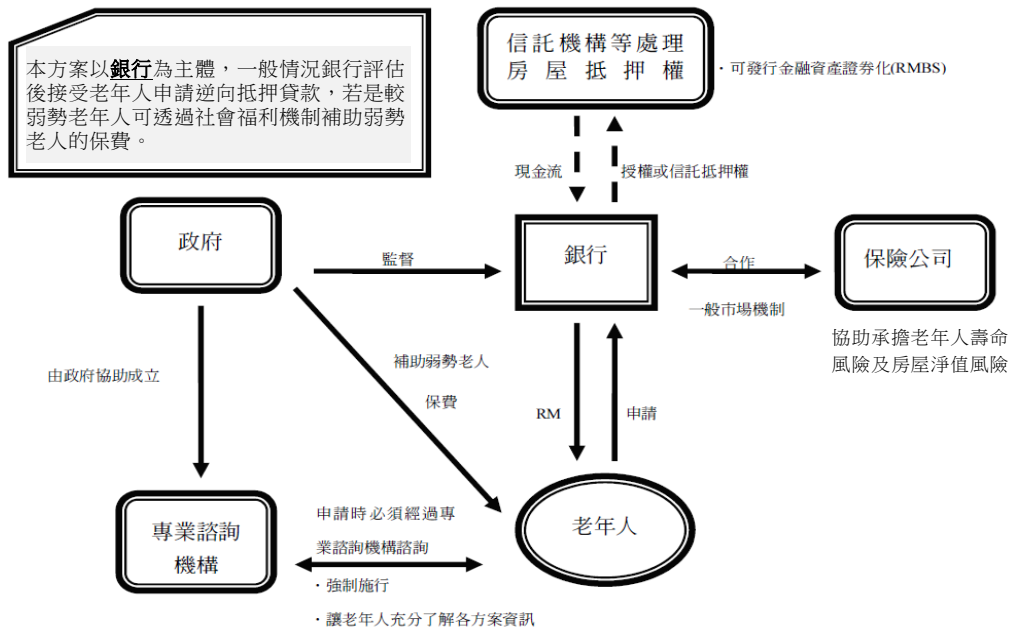 本方案以銀行為主體，一般情況銀行評估
後接受老年人申請逆向抵押貸款，若是較
弱勢老年人可透過社會福利機制補助弱勢
老人的保費。
信託機構等處理
房屋抵押權
·可發行金融資產證券化(RMBS)
現金流
授權或信託抵押權
政府
監督
銀行
合作
一般市場機制
保險公司
協助承擔老年人壽命
風險及房屋淨值風險
由政府協助成立
補助弱勢老人
保費
RM
申請
專業諮詢
機構
申請時必須經過專
業諮詢機構諮詢
·強制施行
·讓老年人充分了解各方案資訊
老年人